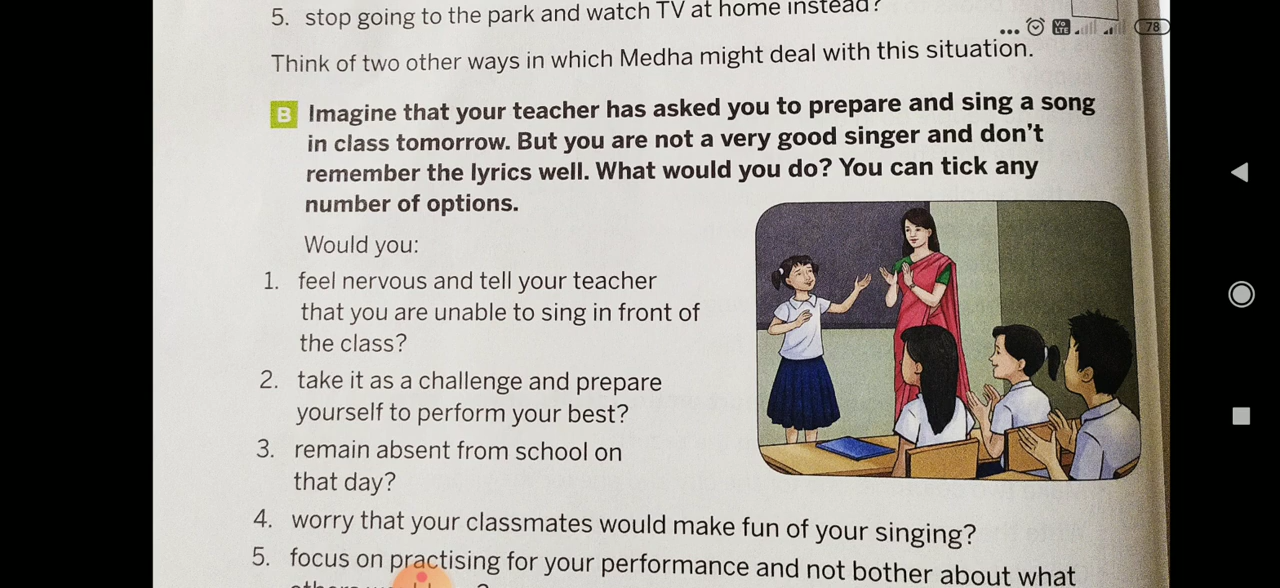 5. stop going to the park and watch TV at home instead?
78
Vo
LTE
Think of two other ways in which Medha might deal with this situation.
B Imagine that your teacher has asked you to prepare and sing a song
in class tomorrow. But you are not a very good singer and don't
remember the lyrics well. What would you do? You can tick any
number of options.
Would you:
1. feel nervous and tell your teacher
that you are unable to sing in front of
the class?
2. take it as a challenge and prepare
yourself to perform your best?
3. remain absent from school on
that day?
4. worry that your classmates would make fun of your singing?
5. focus on practising for your performance and not bother about what